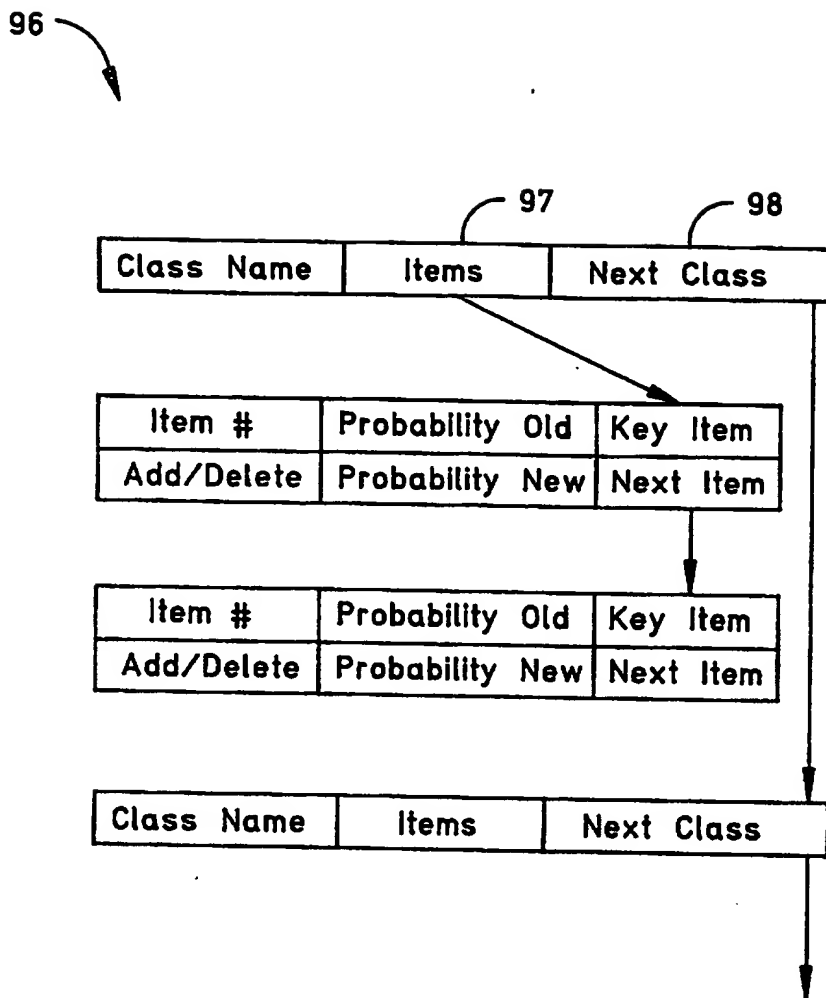 96
97 98
Class Name Items Next Class
Item # Probability Old Key Item
Add/Delete Probability New Next Item
Item # Probability Old Key Item
Add/Delete Probability New Next Item
Class Name Items Next Class